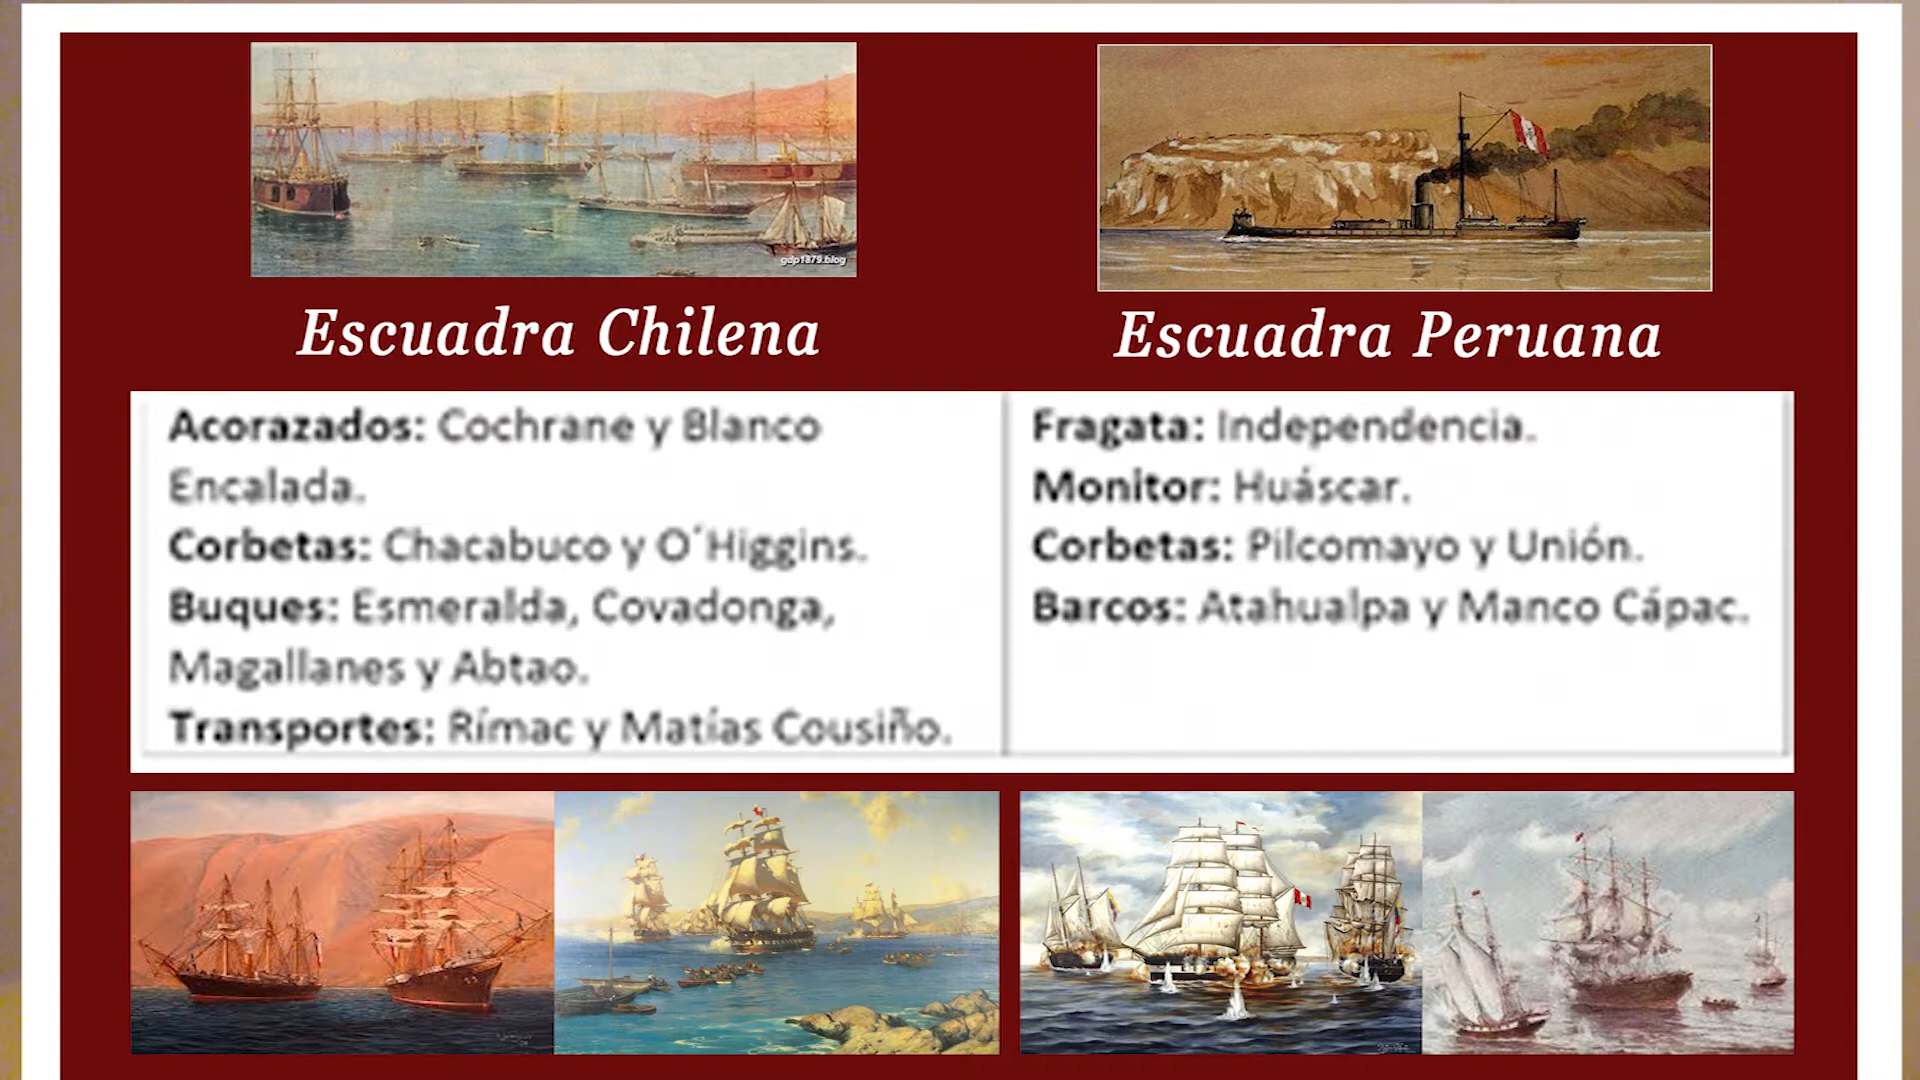 gdp1879.blog
Escuadra Chilena
Escuadra Peruana
Acorazados: Cochrane y Blanco
Encalada.
Corbetas: Chacabuco y O´Higgins.
Buques: Esmeralda, Covadonga,
Magallanes y Abtao.
Transportes: Rímac y Matías Cousiño.
Fragata: Independencia.
Monitor: Huáscar.
Corbetas: Pilcomayo y Unión.
Barcos: Atahualpa y Manco Cápac.